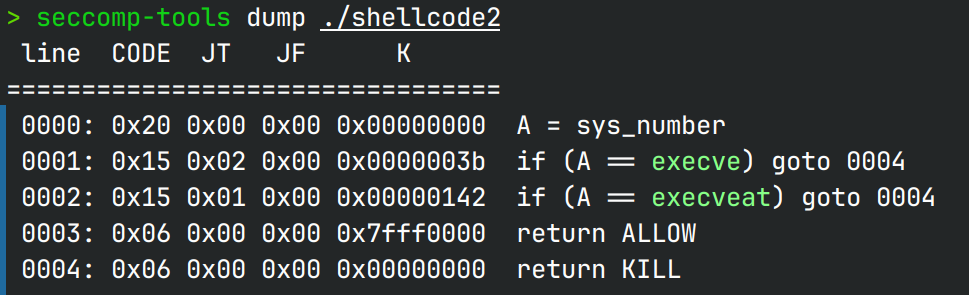 > seccomp-tools dump ./shellcode2
line CODE JT JF K
=================================
0000: 0x20 0x00 0x00 0x00000000 A = sys_number
0001: 0x15 0x02 0x00 0x0000003b if (A == execve) goto 0004
0002: 0x15 0x01 0x00 0x00000142 if (A == execveat) goto 0004
0003: 0x06 0x00 0x00 0x7fff0000 return ALLOW
0004: 0x06 0x00 0x00 0x00000000 return KILL